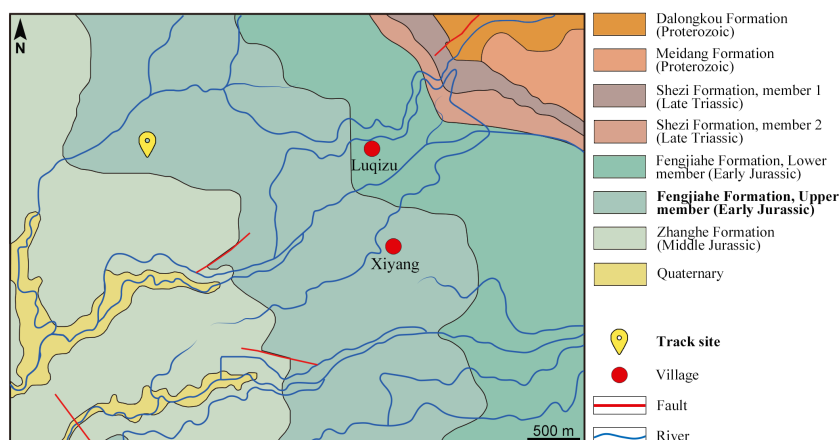 N
Luqizu
Xiyang
500 m
Dalongkou Formation
(Proterozoic)
Meidang Formation
(Proterozoic)
Shezi Formation, member 1
(Late Triassic)
Shezi Formation, member 2
(Late Triassic)
Fengjiahe Formation, Lower
member (Early Jurassic)
Fengjiahe Formation, Upper
member (Early Jurassic)
Zhanghe Formation
(Middle Jurassic)
Quaternary
Track site
Village
Fault
River